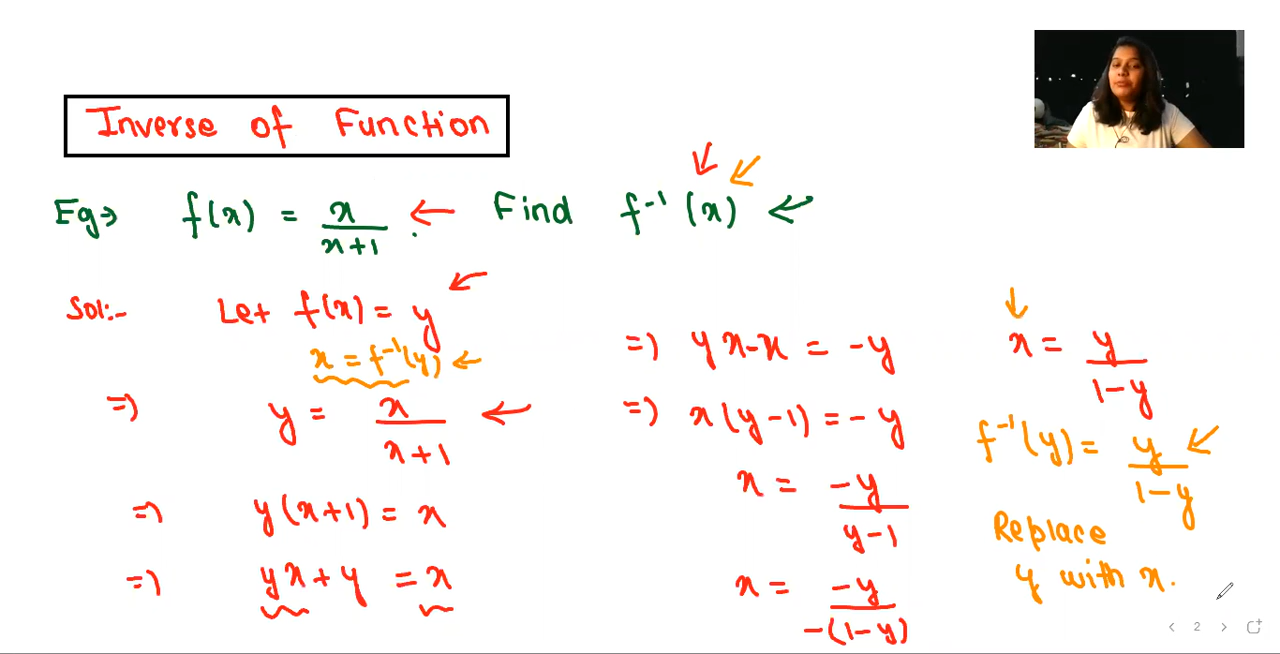 Inverse of Function
Eg⇒ f(x) = x/(x+1) ← . Find f⁻¹(x) ←
Sol:- Let f(x) = y
x = f⁻¹(y) ←
⇒ y = x/(x+1) ←
⇒ y(x+1) = x
⇒ yx + y = x
⇒ yx - x = -y
⇒ x(y-1) = -y
x = -y/(y-1)
x = -y/-(1-y)
x = y/(1-y)
f⁻¹(y) = y/(1-y)
Replace
y with x.
< 2 >